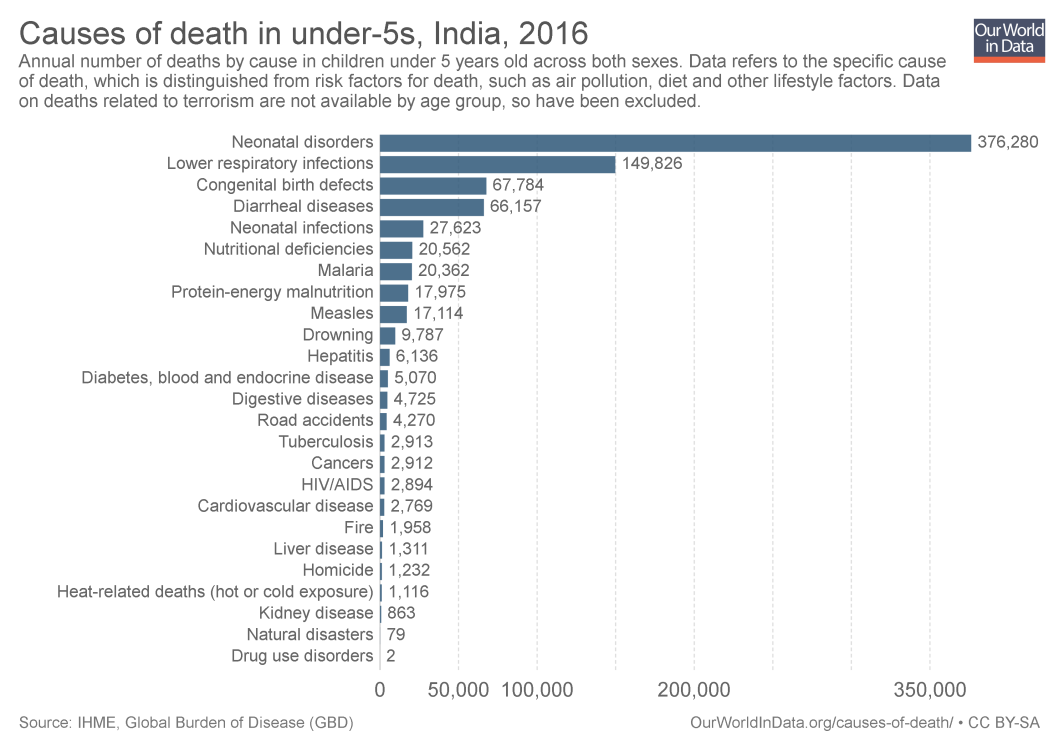 Causes of death in under-5s, India, 2016
Our World
in Data
Annual number of deaths by cause in children under 5 years old across both sexes. Data refers to the specific cause
of death, which is distinguished from risk factors for death, such as air pollution, diet and other lifestyle factors. Data
on deaths related to terrorism are not available by age group, so have been excluded.
Neonatal disorders 376,280
Lower respiratory infections 149,826
Congenital birth defects 67,784
Diarrheal diseases 66,157
Neonatal infections 27,623
Nutritional deficiencies 20,562
Malaria 20,362
Protein-energy malnutrition 17,975
Measles 17,114
Drowning 9,787
Hepatitis 6,136
Diabetes, blood and endocrine disease 5,070
Digestive diseases 4,725
Road accidents 4,270
Tuberculosis 2,913
Cancers 2,912
HIV/AIDS 2,894
Cardiovascular disease 2,769
Fire 1,958
Liver disease 1,311
Homicide 1,232
Heat-related deaths (hot or cold exposure) 1,116
Kidney disease 863
Natural disasters 79
Drug use disorders 2
0 50,000 100,000 200,000 350,000
Source: IHME, Global Burden of Disease (GBD) OurWorldInData.org/causes-of-death/ • CC BY-SA